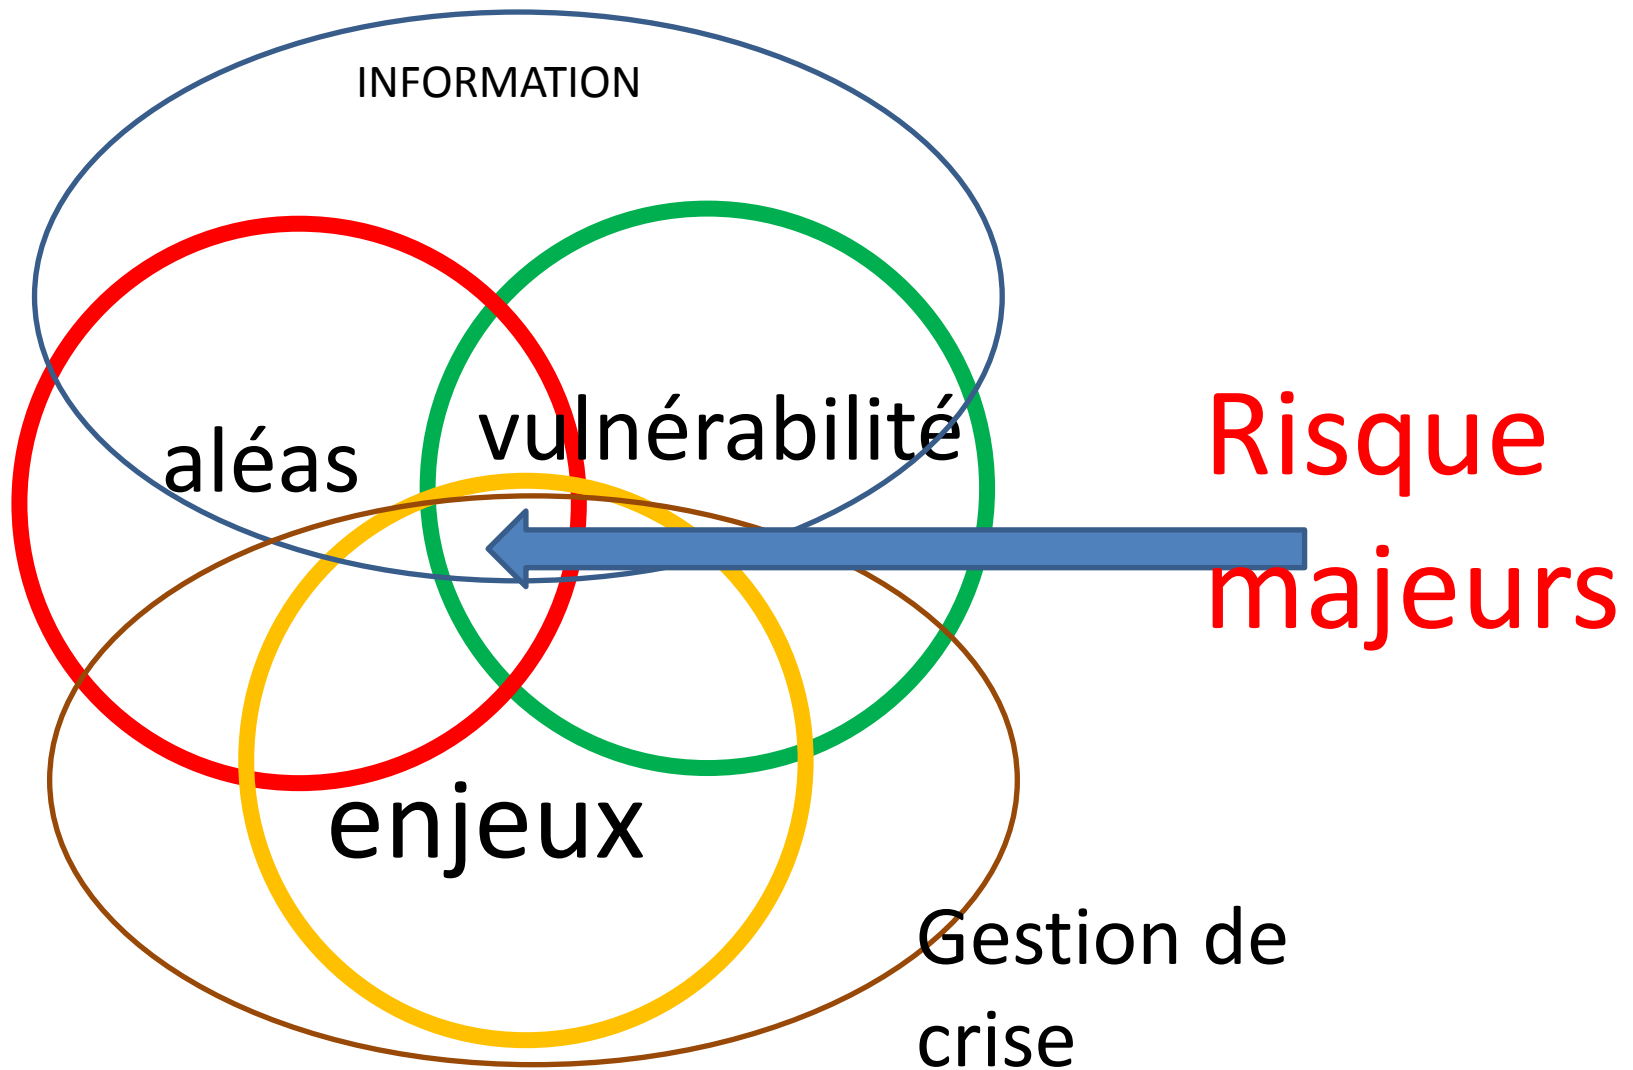 INFORMATION
aléas
vulnérabilité
Risque
majeurs
enjeux
Gestion de
crise